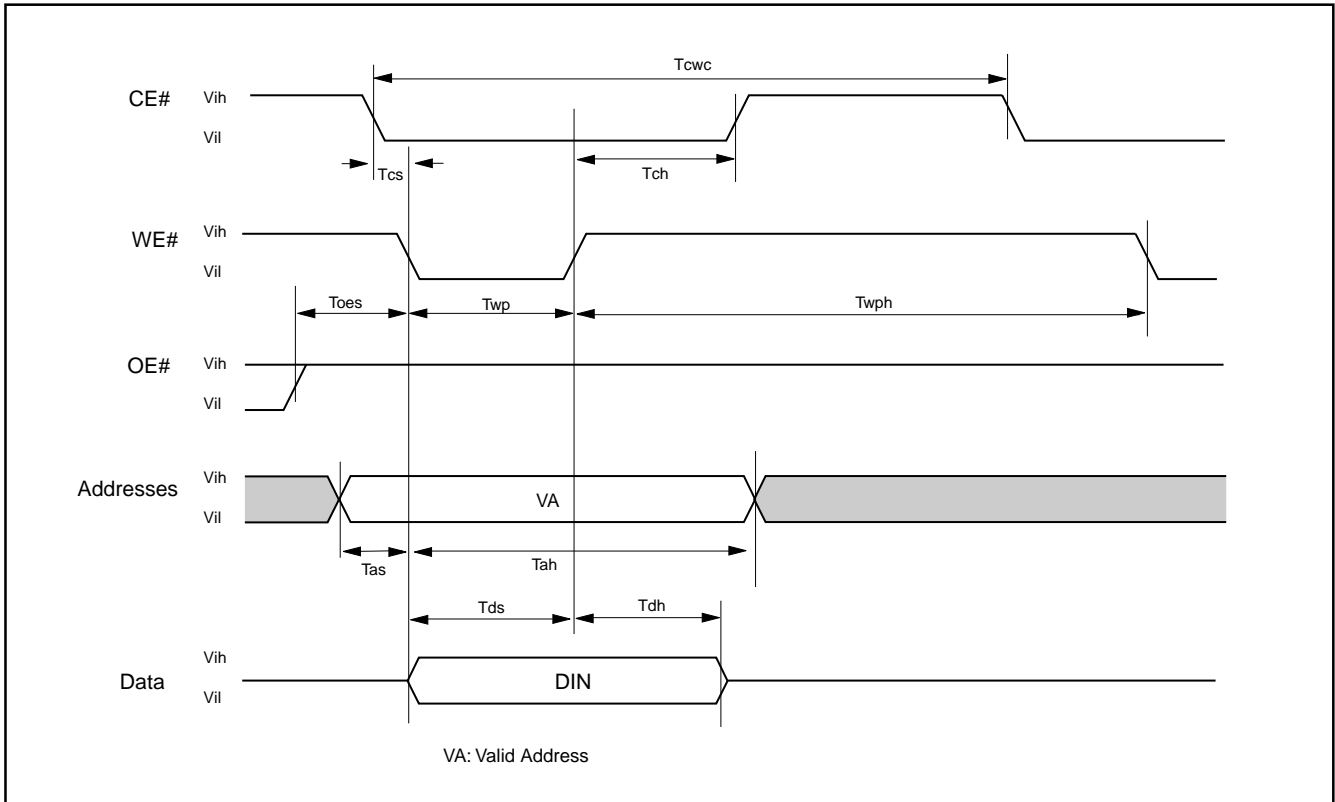 Tcwc
CE#
Vih
Vil
Tcs
Tch
WE#
Vih
Vil
Toes
Twp
Twph
OE#
Vih
Vil
Addresses
Vih
Vil
VA
Tas
Tah
Tds
Tdh
Data
Vih
Vil
DIN
VA: Valid Address